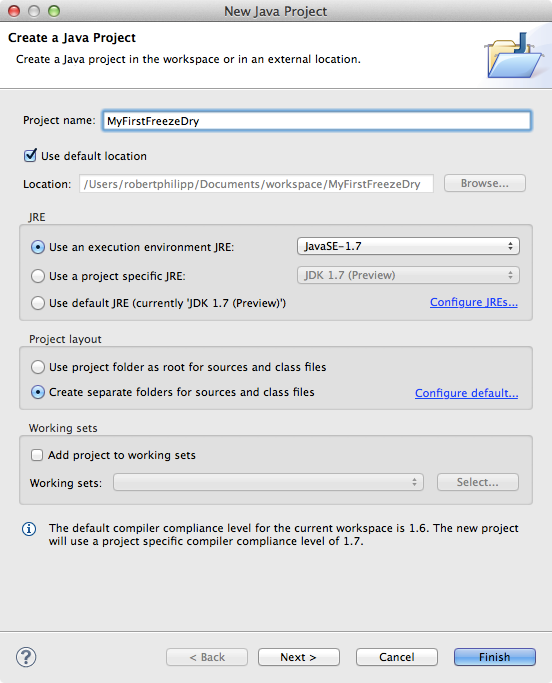 New Java Project
Create a Java Project
Create a Java project in the workspace or in an external location.
Project name: MyFirstFreezeDry
Use default location
Location: /Users/robertphilipp/Documents/workspace/MyFirstFreezeDry Browse...
JRE
Use an execution environment JRE: JavaSE-1.7
Use a project specific JRE: JDK 1.7 (Preview)
Use default JRE (currently 'JDK 1.7 (Preview)') Configure JREs...
Project layout
Use project folder as root for sources and class files
Create separate folders for sources and class files Configure default...
Working sets
Add project to working sets
Working sets: Select...
The default compiler compliance level for the current workspace is 1.6. The new project
will use a project specific compiler compliance level of 1.7.
? < Back Next > Cancel Finish